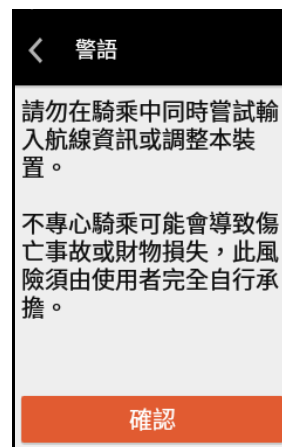 警語
請勿在騎乘中同時嘗試輸
入航線資訊或調整本裝
置。
不專心騎乘可能會導致傷
亡事故或財物損失，此風
險須由使用者完全自行承
擔。
確認